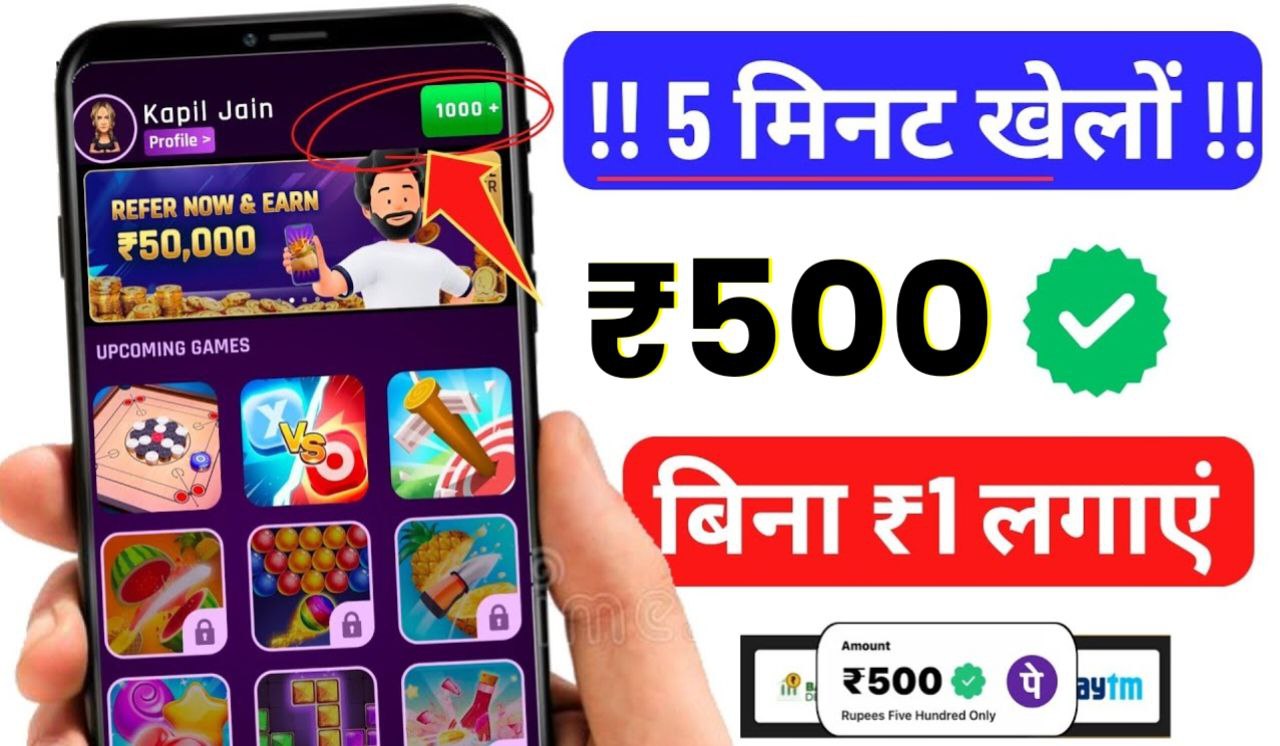 Kapil Jain
Profile >
1000 +
REFER NOW & EARN
₹50,000
UPCOMING GAMES
X VS O
!! 5 मिनट खेलों !!
₹500
बिना ₹1 लगाएं
Amount
₹500
पे
aytm
Rupees Five Hundred Only